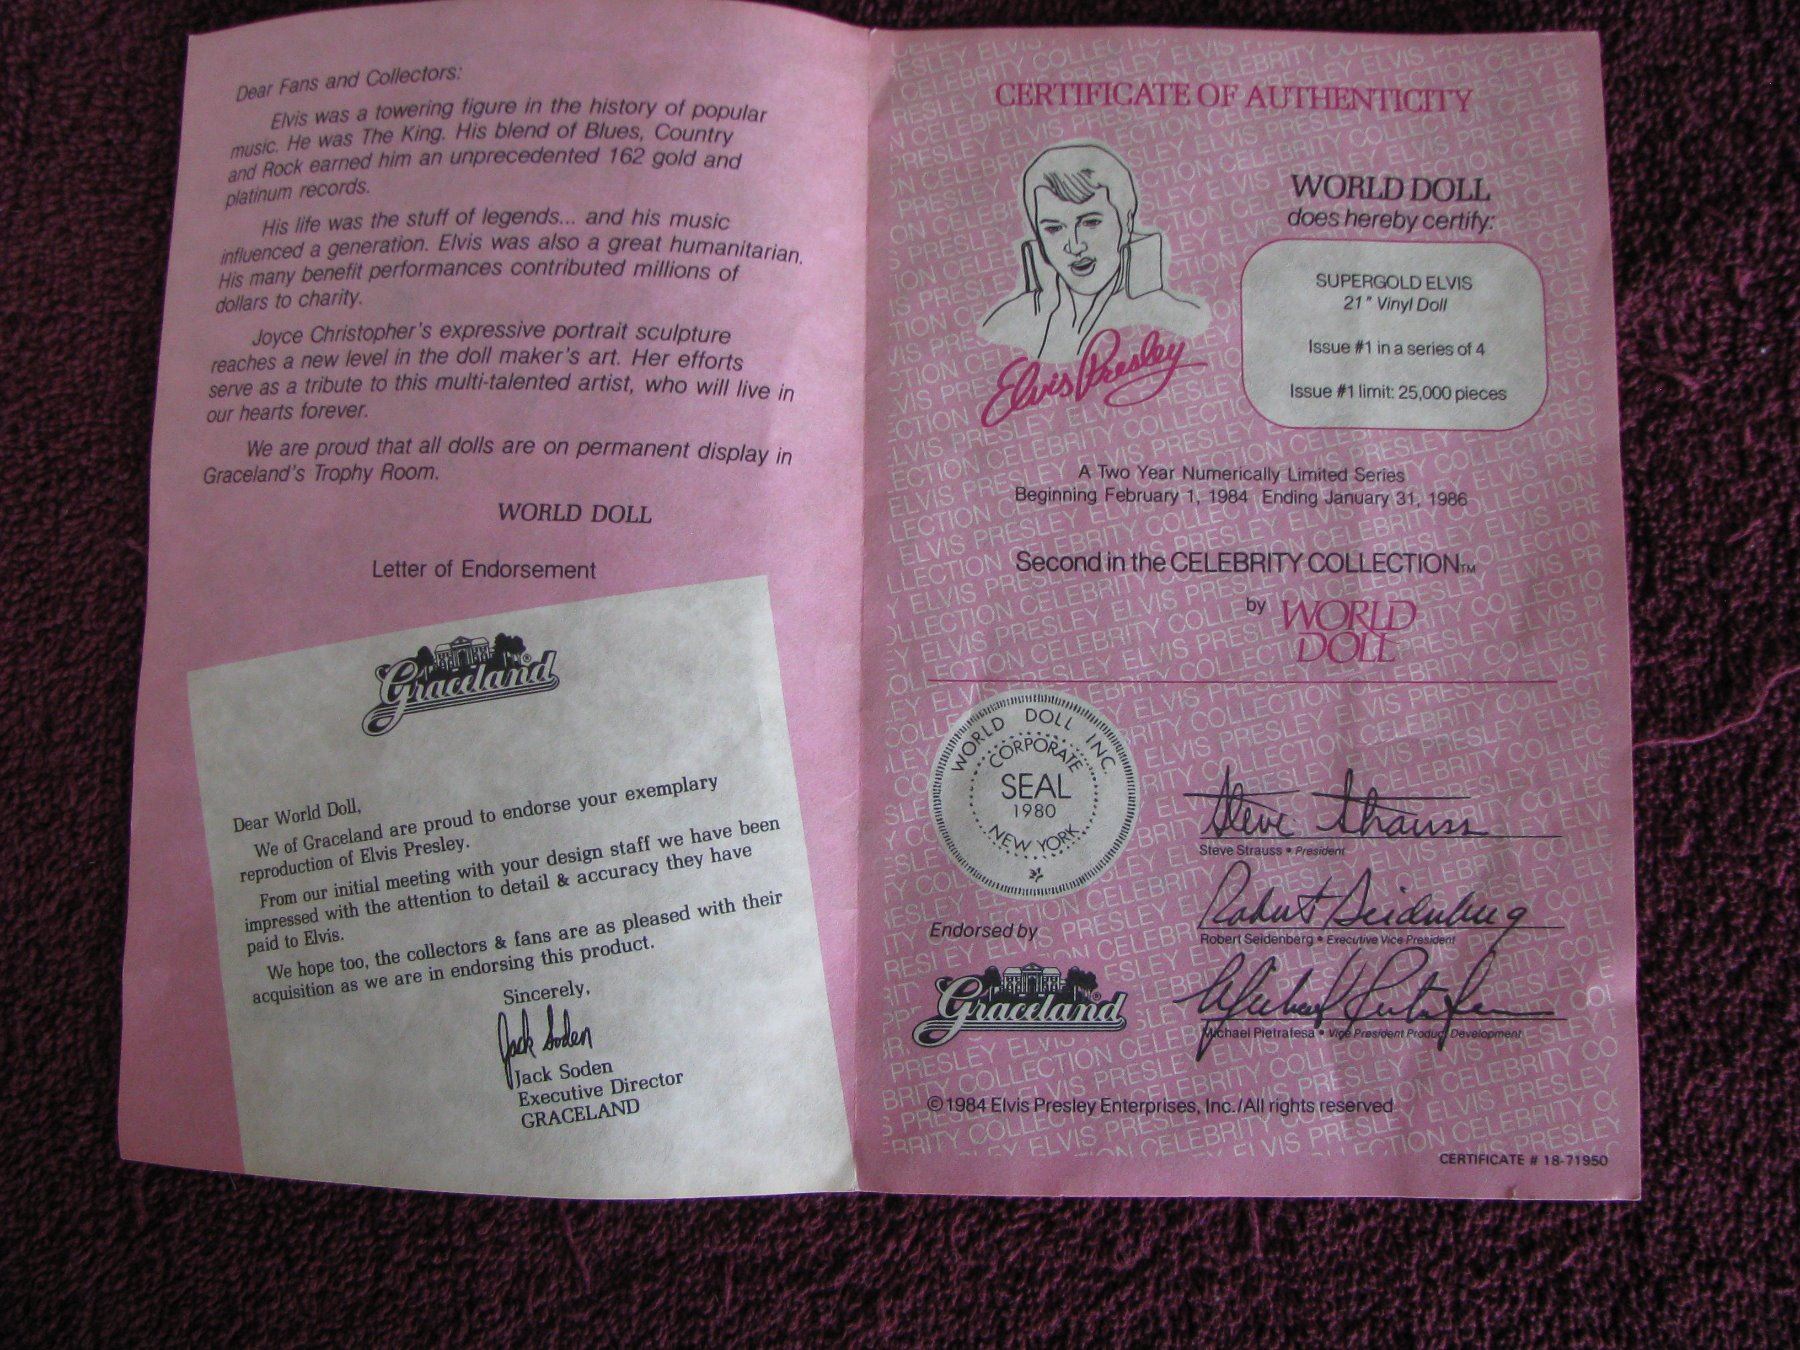 Dear Fans and Collectors:
Elvis was a towering figure in the history of popular
music. He was The King. His blend of Blues, Country
and Rock earned him an unprecedented 162 gold and
platinum records.
His life was the stuff of legends... and his music
influenced a generation. Elvis was also a great humanitarian.
His many benefit performances contributed millions of
dollars to charity.
Joyce Christopher's expressive portrait sculpture
reaches a new level in the doll maker's art. Her efforts
serve as a tribute to this multi-talented artist, who will live in
our hearts forever.
We are proud that all dolls are on permanent display in
Graceland's Trophy Room.
WORLD DOLL
Letter of Endorsement
Graceland®
Dear World Doll,
We of Graceland are proud to endorse your exemplary
reproduction of Elvis Presley.
From our initial meeting with your design staff we have been
impressed with the attention to detail & accuracy they have
paid to Elvis.
We hope too, the collectors & fans are as pleased with their
acquisition as we are in endorsing this product.
Sincerely,
Jack Soden
Jack Soden
Executive Director
GRACELAND
CERTIFICATE OF AUTHENTICITY
Elvis Presley
WORLD DOLL
does hereby certify:
SUPERGOLD ELVIS
21" Vinyl Doll
Issue #1 in a series of 4
Issue #1 limit: 25,000 pieces
A Two Year Numerically Limited Series
Beginning February 1, 1984 Ending January 31, 1986
Second in the CELEBRITY COLLECTION™
by WORLD
DOLL
WORLD DOLL INC.
CORPORATE
SEAL
1980
NEW YORK
Steve Strauss
Steve Strauss • President
Robert Seidenberg
Robert Seidenberg • Executive Vice President
Michael Pietrafesa
Michael Pietrafesa • Vice President Product Development
Endorsed by
Graceland®
©1984 Elvis Presley Enterprises, Inc./All rights reserved
CERTIFICATE # 18-71950